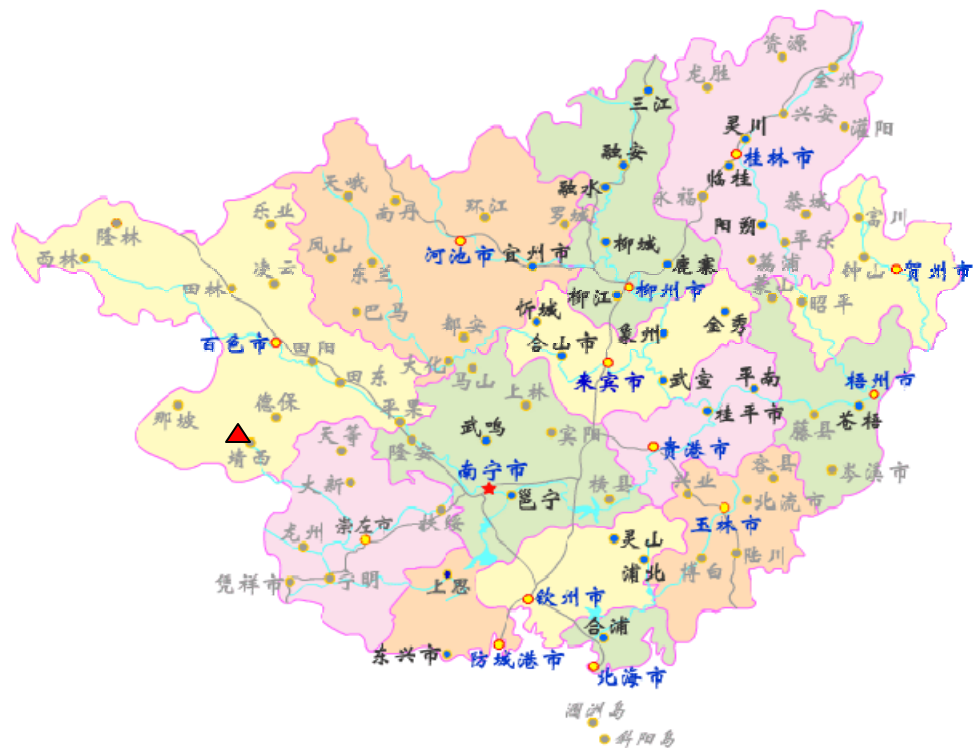 资源
龙胜
全州
三江
兴安
灵川
灌阳
融安
桂林市
临桂
天峨
融水
永福
南丹
环江
恭城
乐业
罗城
阳朔
富川
隆林
凤山
柳城
平乐
西林
河池市
宜州市
鹿寨
荔浦
钟山
贺州市
凌云
东兰
田林
柳江
柳州市
蒙山
昭平
巴马
忻城
都安
象州
金秀
百色市
田阳
合山市
大化
田东
马山
来宾市
武宣
平南
梧州市
上林
德保
平果
那坡
桂平市
苍梧
藤县
天等
武鸣
宾阳
隆安
靖西
贵港市
南宁市
容县
岑溪市
大新
横县
兴业
邕宁
北流市
崇左市
扶绥
玉林市
龙州
灵山
陆川
凭祥市
宁明
上思
浦北
博白
钦州市
合浦
东兴市
防城港市
北海市
涠洲岛
斜阳岛